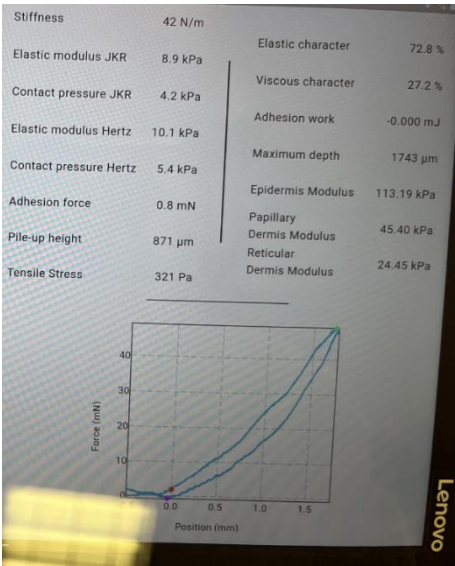 Stiffness 42 N/m
Elastic modulus JKR 8.9 kPa
Contact pressure JKR 4.2 kPa
Elastic modulus Hertz 10.1 kPa
Contact pressure Hertz 5.4 kPa
Adhesion force 0.8 mN
Pile-up height 871 µm
Tensile Stress 321 Pa
Elastic character 72.8 %
Viscous character 27.2 %
Adhesion work -0.000 mJ
Maximum depth 1743 µm
Epidermis Modulus 113.19 kPa
Papillary
Dermis Modulus 45.40 kPa
Reticular
Dermis Modulus 24.45 kPa
Force (mN)
40
30
20
10
0
0.0 0.5 1.0 1.5
Position (mm)
Lenovo